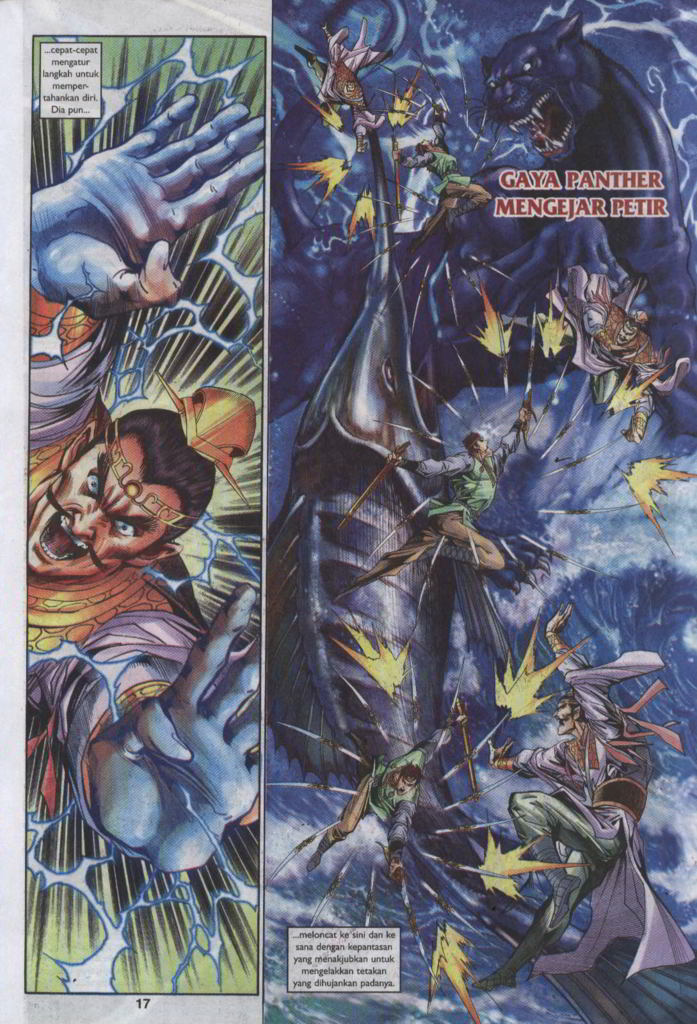 ...cepat-cepat
mengatur
langkah untuk
memper-
tahankan diri.
Dia pun...
GAYA PANTHER
MENGEJAR PETIR
...meloncat ke sini dan ke
sana dengan kepantasan
yang menakjubkan untuk
mengelakkan tetakan
yang dihujankan padanya.
17